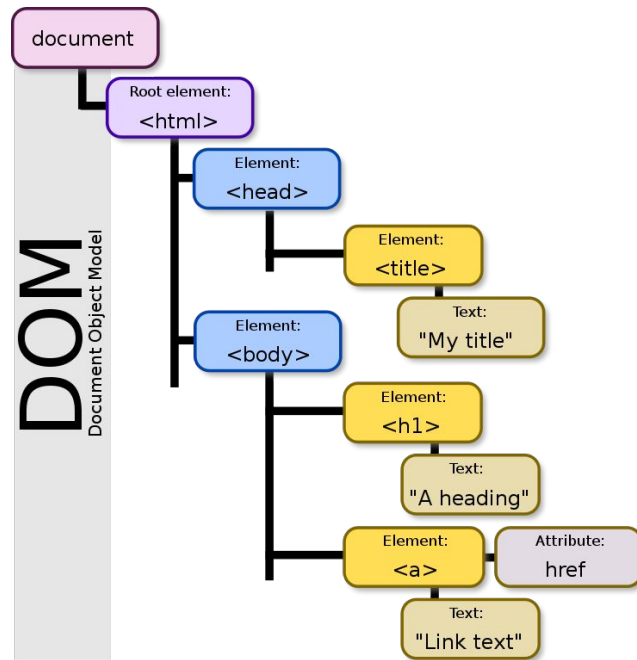 document
Root element:
<html>
Element:
<head>
Element:
<title>
Text:
"My title"
Element:
<body>
Element:
<h1>
Text:
"A heading"
Element:
<a>
Attribute:
href
Text:
"Link text"
DOM
Document Object Model